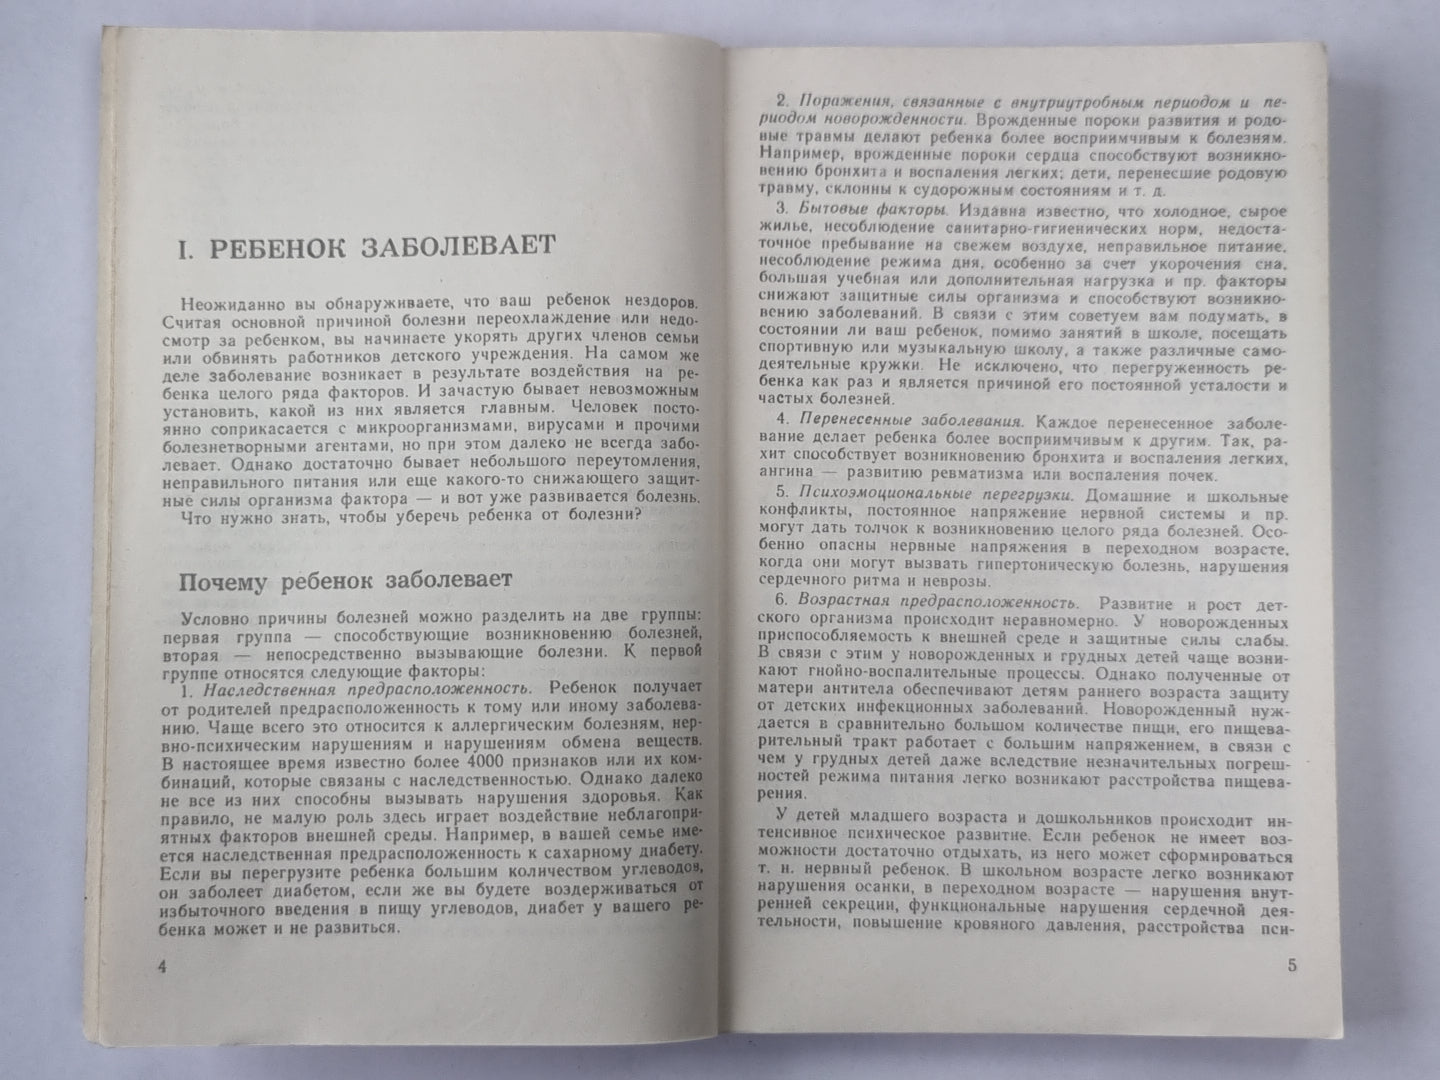 I. РЕБЕНОК ЗАБОЛЕВАЕТ
Неожиданно вы обнаруживаете, что ваш ребенок нездоров.
Считая основной причиной болезни переохлаждение или недо-
смотр за ребенком, вы начинаете укорять других членов семьи
или обвинять работников детского учреждения. На самом же
деле заболевание возникает в результате воздействия на ре-
бенка целого ряда факторов. И зачастую бывает невозможным
установить, какой из них является главным. Человек посто-
янно соприкасается с микроорганизмами, вирусами и прочими
болезнетворными агентами, но при этом далеко не всегда забо-
левает. Однако достаточно бывает небольшого переутомления,
неправильного питания или еще какого-то снижающего защит-
ные силы организма фактора — и вот уже развивается болезнь.
Что нужно знать, чтобы уберечь ребенка от болезни?
Почему ребенок заболевает
Условно причины болезней можно разделить на две группы:
первая группа — способствующие возникновению болезней,
вторая — непосредственно вызывающие болезни. К первой
группе относятся следующие факторы:
1. Наследственная предрасположенность. Ребенок получает
от родителей предрасположенность к тому или иному заболева-
нию. Чаще всего это относится к аллергическим болезням, нер-
вно-психическим нарушениям и нарушениям обмена веществ.
В настоящее время известно более 4000 признаков или их ком-
бинаций, которые связаны с наследственностью. Однако далеко
не все из них способны вызывать нарушения здоровья. Как
правило, не малую роль здесь играет воздействие неблагопри-
ятных факторов внешней среды. Например, в вашей семье име-
ется наследственная предрасположенность к сахарному диабету.
Если вы перегрузите ребенка большим количеством углеводов,
он заболеет диабетом, если же вы будете воздерживаться от
избыточного введения в пищу углеводов, диабет у вашего ре-
бенка может и не развиться.
4
2. Поражения, связанные с внутриутробным периодом и пе-
риодом новорожденности. Врожденные пороки развития и родо-
вые травмы делают ребенка более восприимчивым к болезням.
Например, врожденные пороки сердца способствуют возникно-
вению бронхита и воспаления легких; дети, перенесшие родовую
травму, склонны к судорожным состояниям и т. д.
3. Бытовые факторы. Издавна известно, что холодное, сырое
жилье, несоблюдение санитарно-гигиенических норм, недоста-
точное пребывание на свежем воздухе, неправильное питание,
несоблюдение режима дня, особенно за счет укорочения сна,
большая учебная или дополнительная нагрузка и пр. факторы
снижают защитные силы организма и способствуют возникно-
вению заболеваний. В связи с этим советуем вам подумать, в
состоянии ли ваш ребенок, помимо занятий в школе, посещать
спортивную или музыкальную школу, а также различные само-
деятельные кружки. Не исключено, что перегруженность ре-
бенка как раз и является причиной его постоянной усталости и
частых болезней.
4. Перенесенные заболевания. Каждое перенесенное заболе-
вание делает ребенка более восприимчивым к другим. Так, ра-
хит способствует возникновению бронхита и воспаления легких,
ангина — развитию ревматизма или воспаления почек.
5. Психоэмоциональные перегрузки. Домашние и школьные
конфликты, постоянное напряжение нервной системы и пр.
могут дать толчок к возникновению целого ряда болезней. Осо-
бенно опасны нервные напряжения в переходном возрасте,
когда они могут вызвать гипертоническую болезнь, нарушения
сердечного ритма и неврозы.
6. Возрастная предрасположенность. Развитие и рост дет-
ского организма происходит неравномерно. У новорожденных
приспособляемость к внешней среде и защитные силы слабы.
В связи с этим у новорожденных и грудных детей чаще возни-
кают гнойно-воспалительные процессы. Однако полученные от
матери антитела обеспечивают детям раннего возраста защиту
от детских инфекционных заболеваний. Новорожденный нуж-
дается в сравнительно большом количестве пищи, его пищева-
рительный тракт работает с большим напряжением, в связи с
чем у грудных детей даже вследствие незначительных погреш-
ностей режима питания легко возникают расстройства пищева-
рения.
У детей младшего возраста и дошкольников происходит ин-
тенсивное психическое развитие. Если ребенок не имеет воз-
можности достаточно отдыхать, из него может сформироваться
т. н. нервный ребенок. В школьном возрасте легко возникают
нарушения осанки, в переходном возрасте — нарушения внут-
ренней секреции, функциональные нарушения сердечной дея-
тельности, повышение кровяного давления, расстройства пси-
5